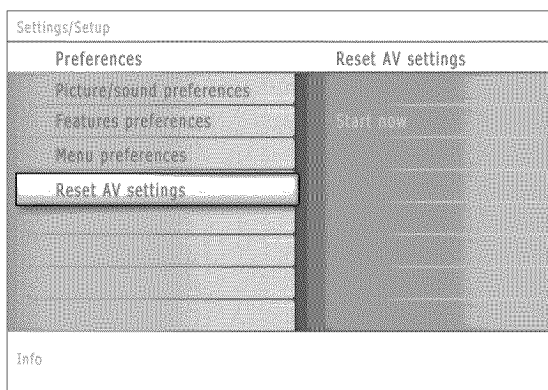 Settings/Setup
Preferences
Reset AV settings
Picture/sound preferences
Features preferences
Start now
Menu preferences
Reset AV settings
Info